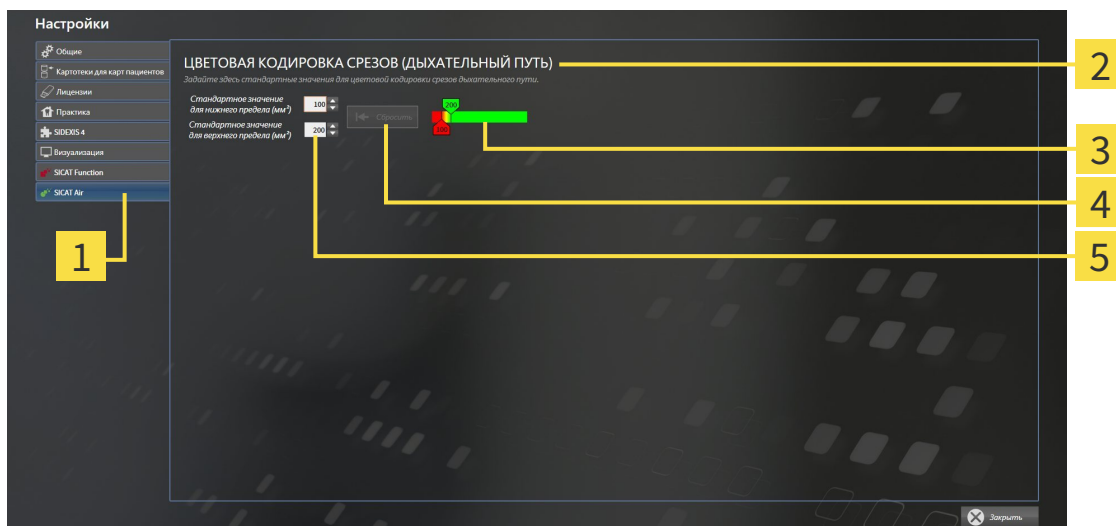 Настройки
Общие
Картотеки для карт пациентов
Лицензии
Практика
SIDEXIS 4
Визуализация
SICAT Function
SICAT Air
ЦВЕТОВАЯ КОДИРОВКА СРЕЗОВ (ДЫХАТЕЛЬНЫЙ ПУТЬ)
Задайте здесь стандартные значения для цветовой кодировки срезов дыхательного пути.
Стандартное значение
для нижнего предела (мм²)
100
Стандартное значение
для верхнего предела (мм²)
200
Сбросить
200
100
1
2
3
4
5
Закрыть